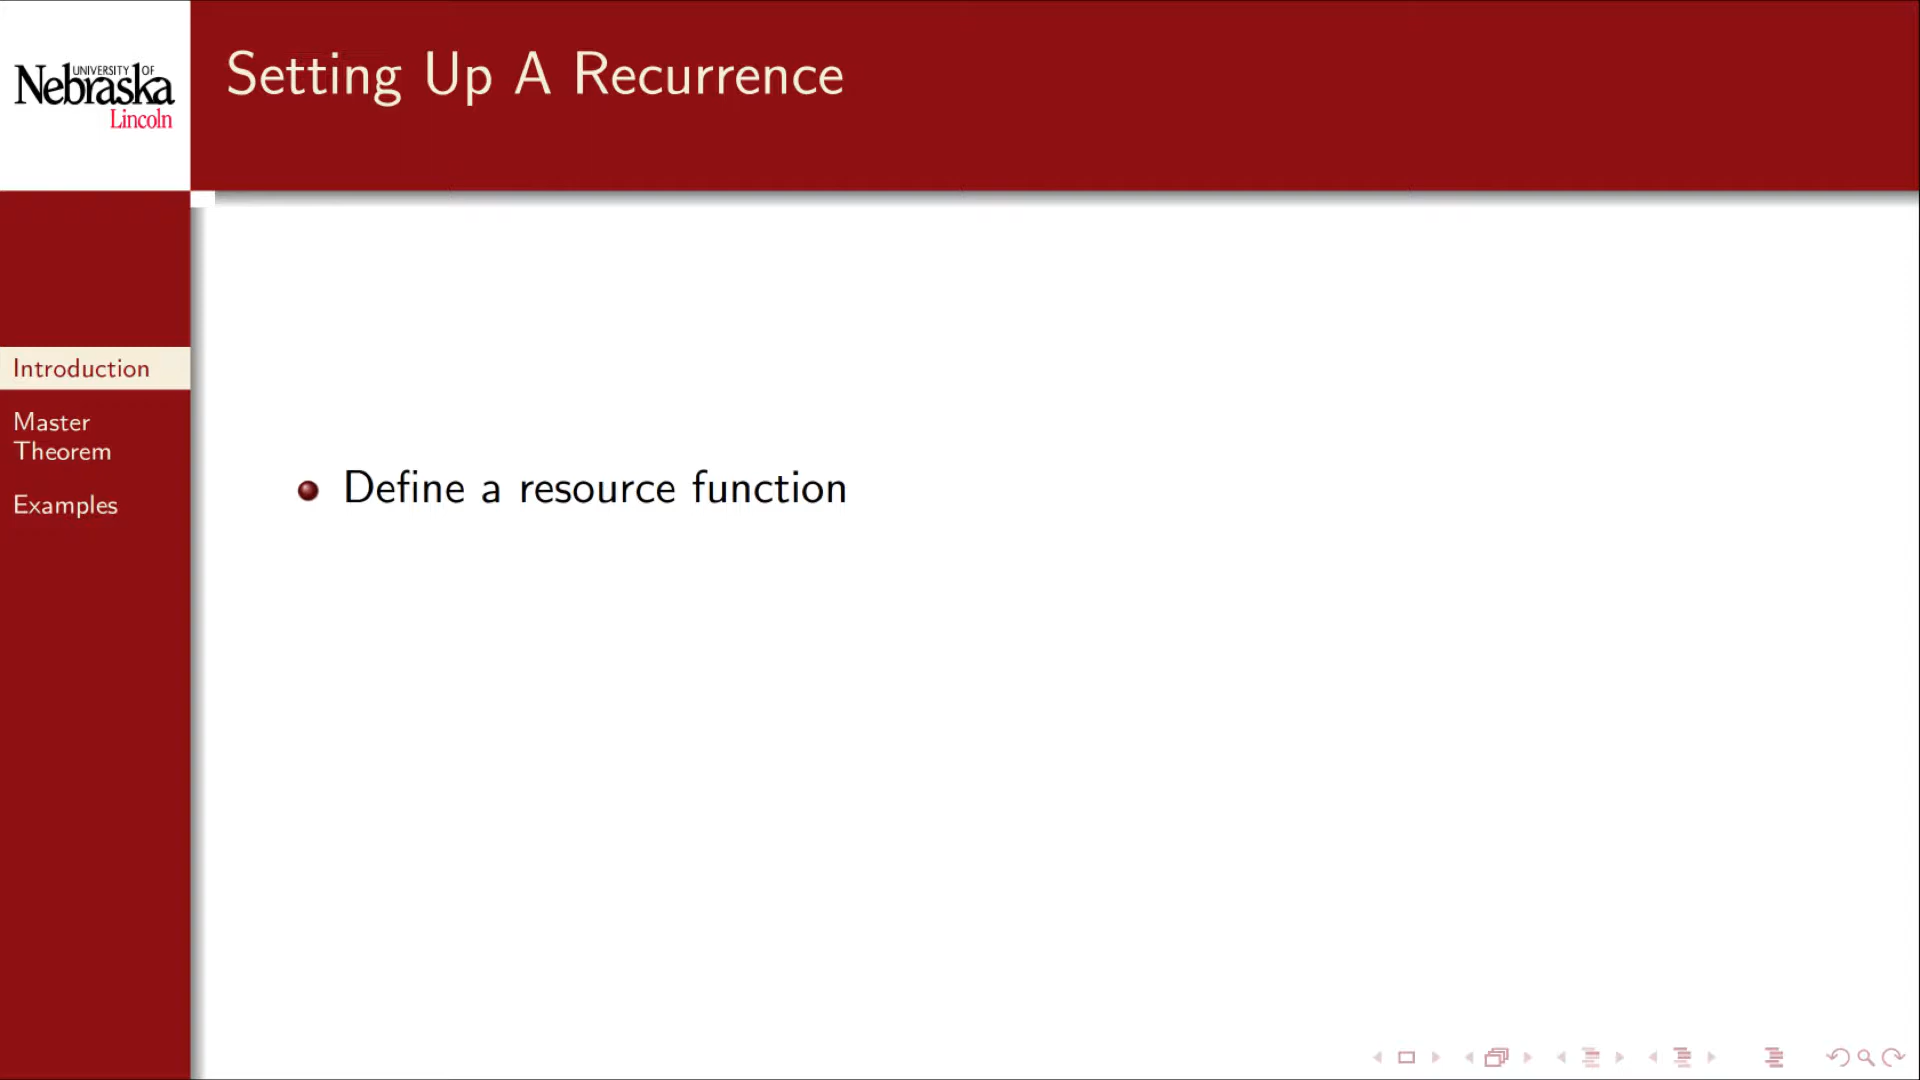 UNIVERSITY OF
Nebraska
Lincoln
Setting Up A Recurrence
Introduction
Master
Theorem
Examples
Define a resource function